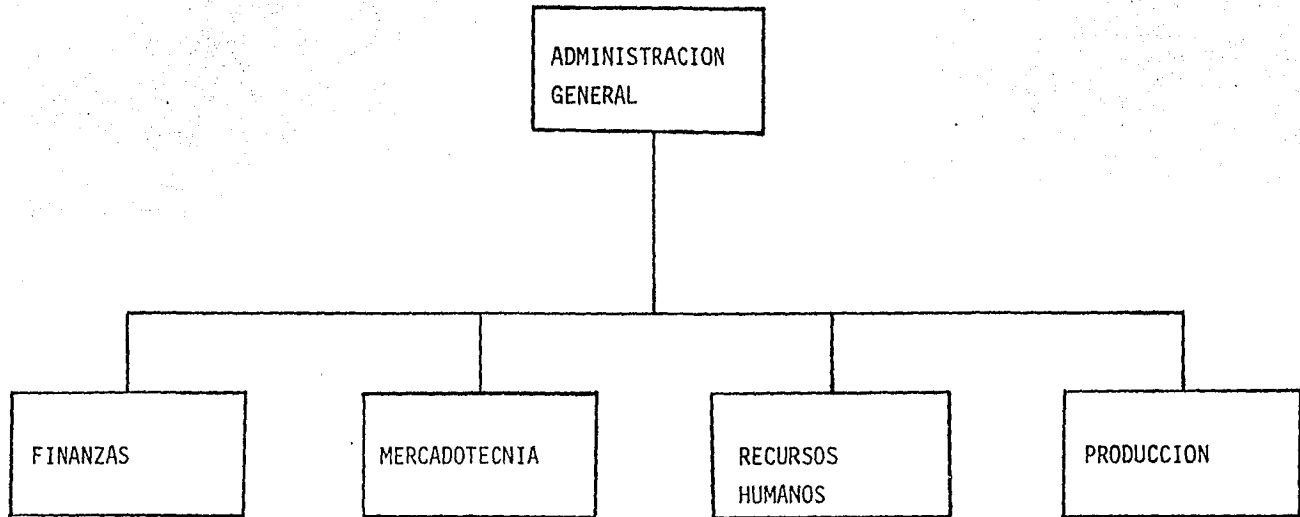 ADMINISTRACION
GENERAL
FINANZAS
MERCADOTECNIA
RECURSOS
HUMANOS
PRODUCCION